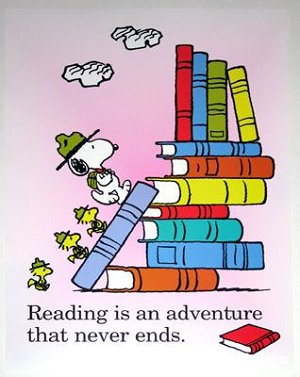 Reading is an adventure
that never ends.